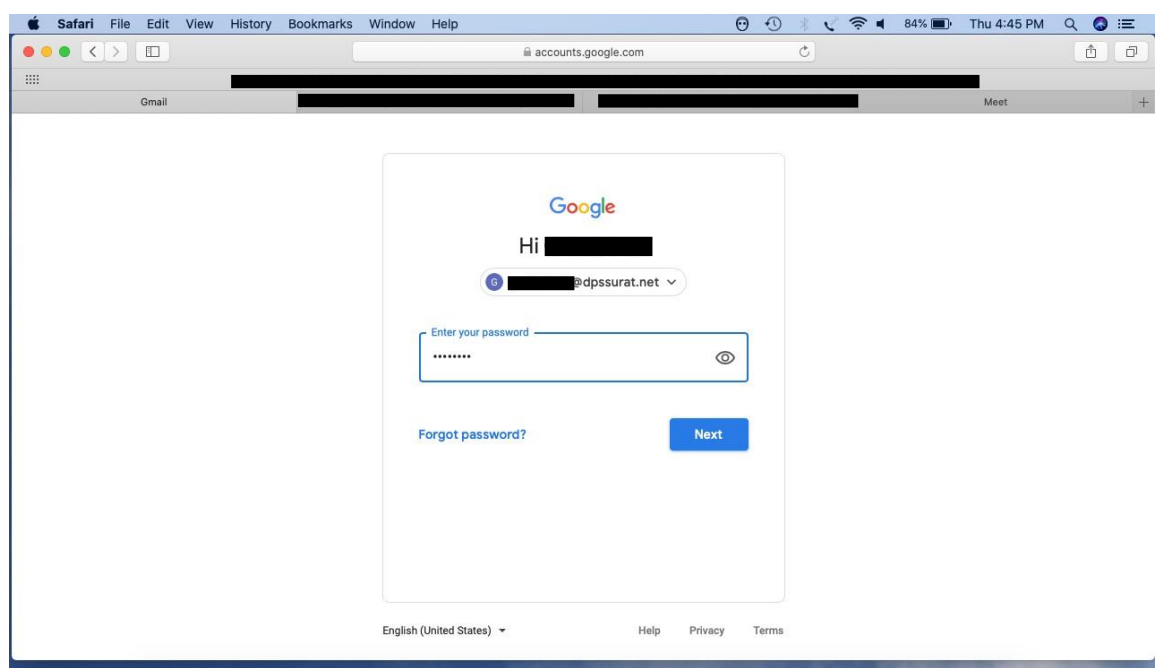 Safari File Edit View History Bookmarks Window Help 84% Thu 4:45 PM
accounts.google.com
Gmail Meet +
Google
Hi
G @dpssurat.net
Enter your password
••••••••
Forgot password? Next
English (United States) Help Privacy Terms